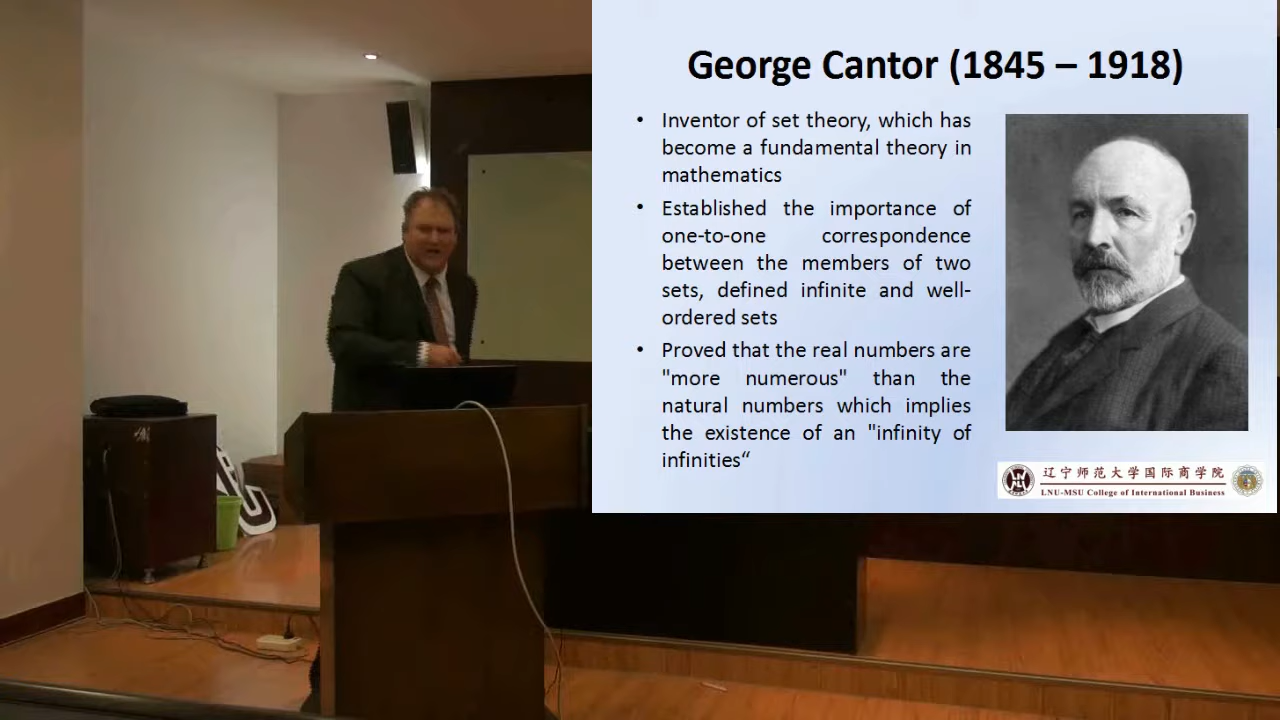 George Cantor (1845 – 1918)
• Inventor of set theory, which has
become a fundamental theory in
mathematics
• Established the importance of
one-to-one correspondence
between the members of two
sets, defined infinite and well-
ordered sets
• Proved that the real numbers are
"more numerous" than the
natural numbers which implies
the existence of an "infinity of
infinities“
辽宁师范大学国际商学院
LNU-MSU College of International Business